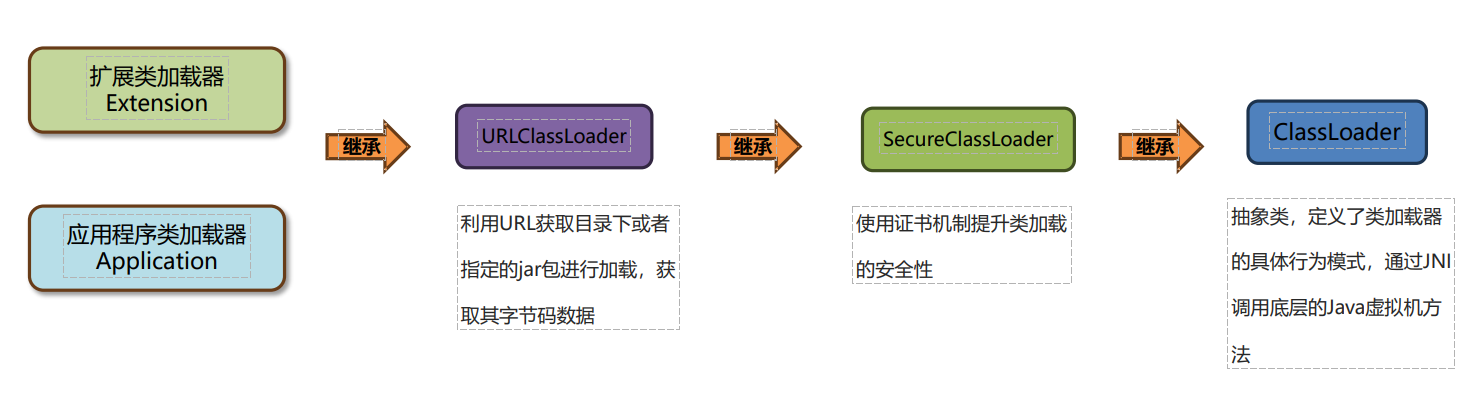 扩展类加载器
Extension
应用程序类加载器
Application
继承
URLClassLoader
利用URL获取目录下或者
指定的jar包进行加载，获
取其字节码数据
继承
SecureClassLoader
使用证书机制提升类加载
的安全性
继承
ClassLoader
抽象类，定义了类加载器
的具体行为模式，通过JNI
调用底层的Java虚拟机方
法